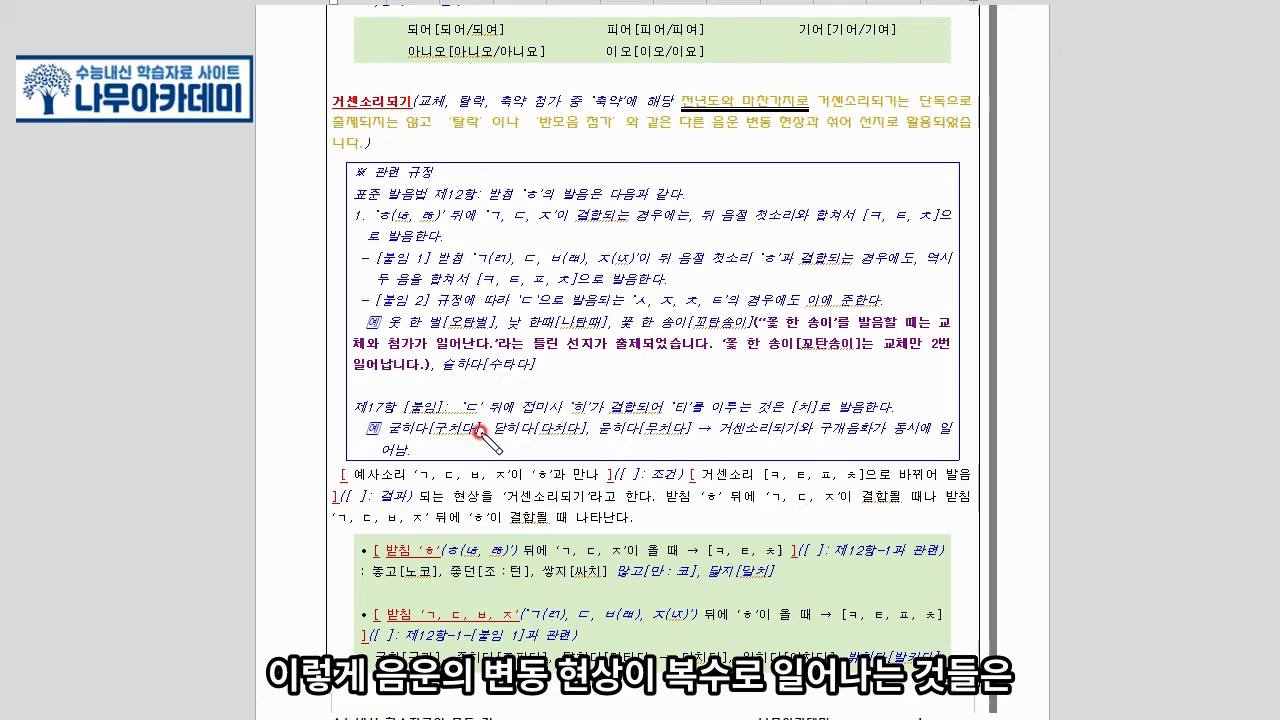 되어[되어/되여] 피어[피어/피여] 기어[기어/기여]
아니오[아니오/아니요] 이오[이오/이요]
수능내신 학습자료 사이트
나무아카데미
거센소리되기(교체, 탈락, 축약 첨가 중 '축약'에 해당 전년도와 마찬가지로 거센소리되기는 단독으로
출제되지는 않고 '탈락' 이나 '반모음 첨가' 와 같은 다른 음운 변동 현상과 섞어 선지로 활용되었습
니다.)
※ 관련 규정
표준 발음법 제12항: 받침 'ㅎ'의 발음은 다음과 같다.
1. 'ㅎ(ㄶ, ㅀ)' 뒤에 'ㄱ, ㄷ, ㅈ'이 결합되는 경우에는, 뒤 음절 첫소리와 합쳐서 [ㅋ, ㅌ, ㅊ]으
로 발음한다.
- [붙임 1] 받침 'ㄱ(ㄺ), ㄷ, ㅂ(ㄼ), ㅈ(ㄵ)'이 뒤 음절 첫소리 'ㅎ'과 결합되는 경우에도, 역시
두 음을 합쳐서 [ㅋ, ㅌ, ㅍ, ㅊ]으로 발음한다.
- [붙임 2] 규정에 따라 'ㄷ'으로 발음되는 'ㅅ, ㅈ, ㅊ, ㅌ'의 경우에도 이에 준한다.
예 옷 한 벌[오탄벌], 낮 한때[나탄때], 꽃 한 송이[꼬탄송이]('꽃 한 송이'를 발음할 때는 교
체와 첨가가 일어난다.'라는 틀린 선지가 출제되었습니다. '꽃 한 송이[꼬탄송이]는 교체만 2번
일어납니다.), 숱하다[수타다]
제17항 [붙임]: 'ㄷ' 뒤에 접미사 '히'가 결합되어 '티'를 이루는 것은 [치]로 발음한다.
예 굳히다[구치다], 닫히다[다치다], 묻히다[무치다] → 거센소리되기와 구개음화가 동시에 일
어남.
[ 예사소리 'ㄱ, ㄷ, ㅂ, ㅈ'이 'ㅎ'과 만나 ]([ ]: 조건) [ 거센소리 [ㅋ, ㅌ, ㅍ, ㅊ]으로 바뀌어 발음
]([ ]: 결과) 되는 현상을 '거센소리되기'라고 한다. 받침 'ㅎ' 뒤에 'ㄱ, ㄷ, ㅈ'이 결합될 때나 받침
'ㄱ, ㄷ, ㅂ, ㅈ' 뒤에 'ㅎ'이 결합될 때 나타난다.
• [ 받침 'ㅎ'(ㅎ(ㄶ, ㅀ)') 뒤에 'ㄱ, ㄷ, ㅈ'이 올 때 → [ㅋ, ㅌ, ㅊ] ]([ ]: 제12항-1과 관련)
: 놓고[노코], 좋던[조ː턴], 쌓지[싸치] 많고[만ː코], 닳지[달치]
• [ 받침 'ㄱ, ㄷ, ㅂ, ㅈ'('ㄱ(ㄺ), ㄷ, ㅂ(ㄼ), ㅈ(ㄵ)') 뒤에 'ㅎ'이 올 때 → [ㅋ, ㅌ, ㅍ, ㅊ]
]([ ]: 제12항-1-[붙임 1]과 관련)
이렇게 음운의 변동 현상이 복수로 일어나는 것들은